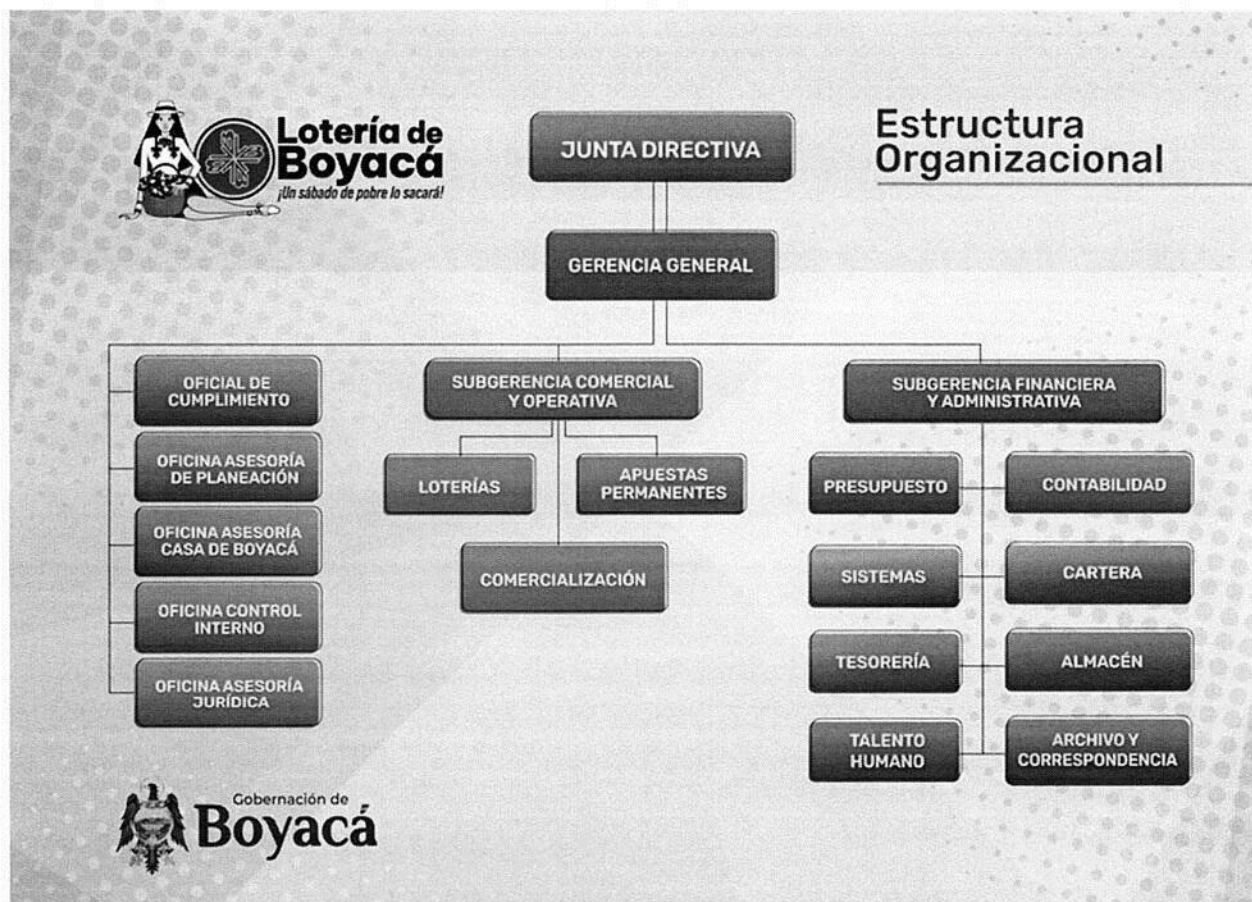 Lotería de
Boyacá
¡Un sábado de pobre lo sacará!
Estructura
Organizacional
JUNTA DIRECTIVA
GERENCIA GENERAL
OFICIAL DE
CUMPLIMIENTO
OFICINA ASESORÍA
DE PLANEACIÓN
OFICINA ASESORÍA
CASA DE BOYACÁ
OFICINA CONTROL
INTERNO
OFICINA ASESORÍA
JURÍDICA
SUBGERENCIA COMERCIAL
Y OPERATIVA
LOTERÍAS
APUESTAS
PERMANENTES
COMERCIALIZACIÓN
SUBGERENCIA FINANCIERA
Y ADMINISTRATIVA
PRESUPUESTO
CONTABILIDAD
SISTEMAS
CARTERA
TESORERÍA
ALMACÉN
TALENTO
HUMANO
ARCHIVO Y
CORRESPONDENCIA
Gobernación de
Boyacá